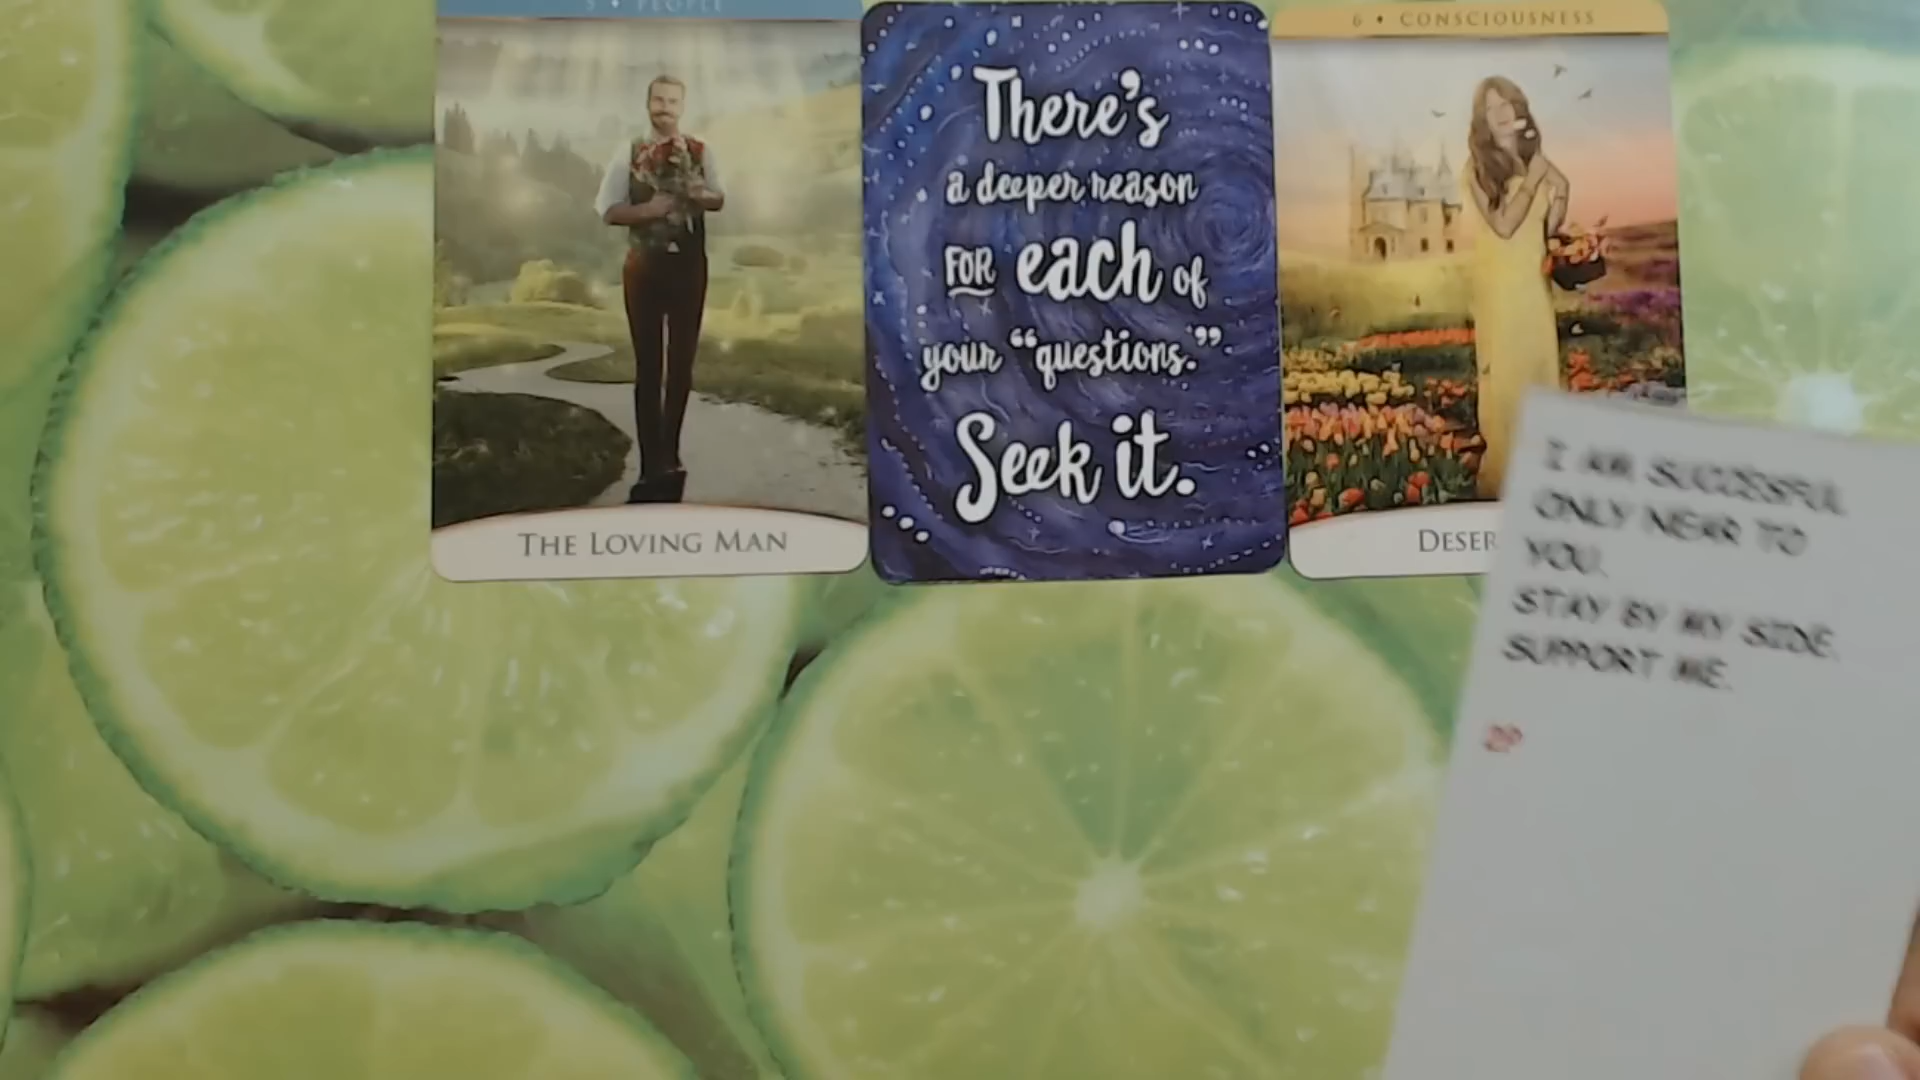 5 • PEOPLE
THE LOVING MAN
There's
a deeper reason
FOR each of
your “questions.”
Seek it.
6 • CONSCIOUSNESS
DESER
I AM SUCCESSFUL
ONLY NEAR TO
YOU.
STAY BY MY SIDE.
SUPPORT ME.